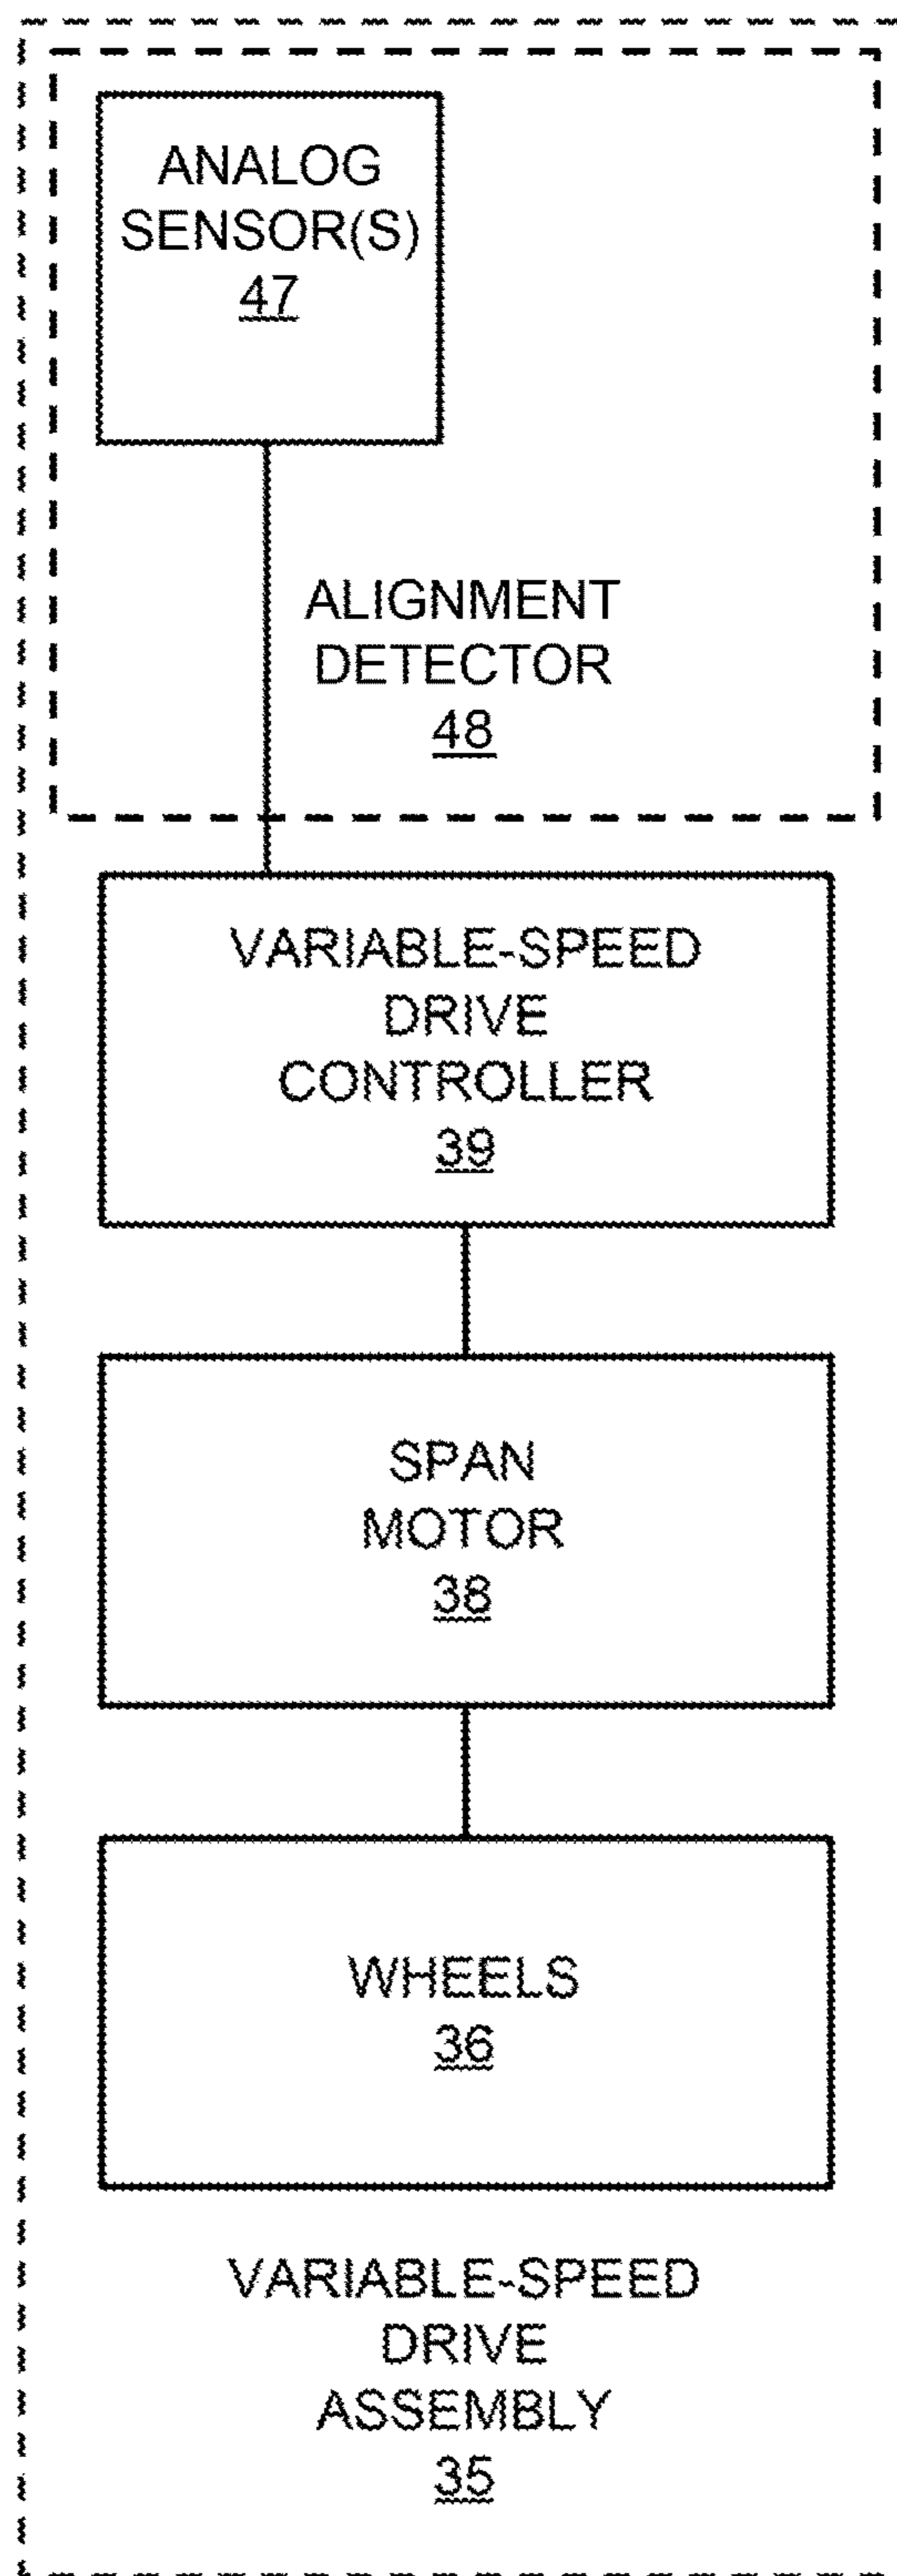 ANALOG
SENSOR(S)
47
ALIGNMENT
DETECTOR
48
VARIABLE-SPEED
DRIVE
CONTROLLER
39
SPAN
MOTOR
38
WHEELS
36
VARIABLE-SPEED
DRIVE
ASSEMBLY
35